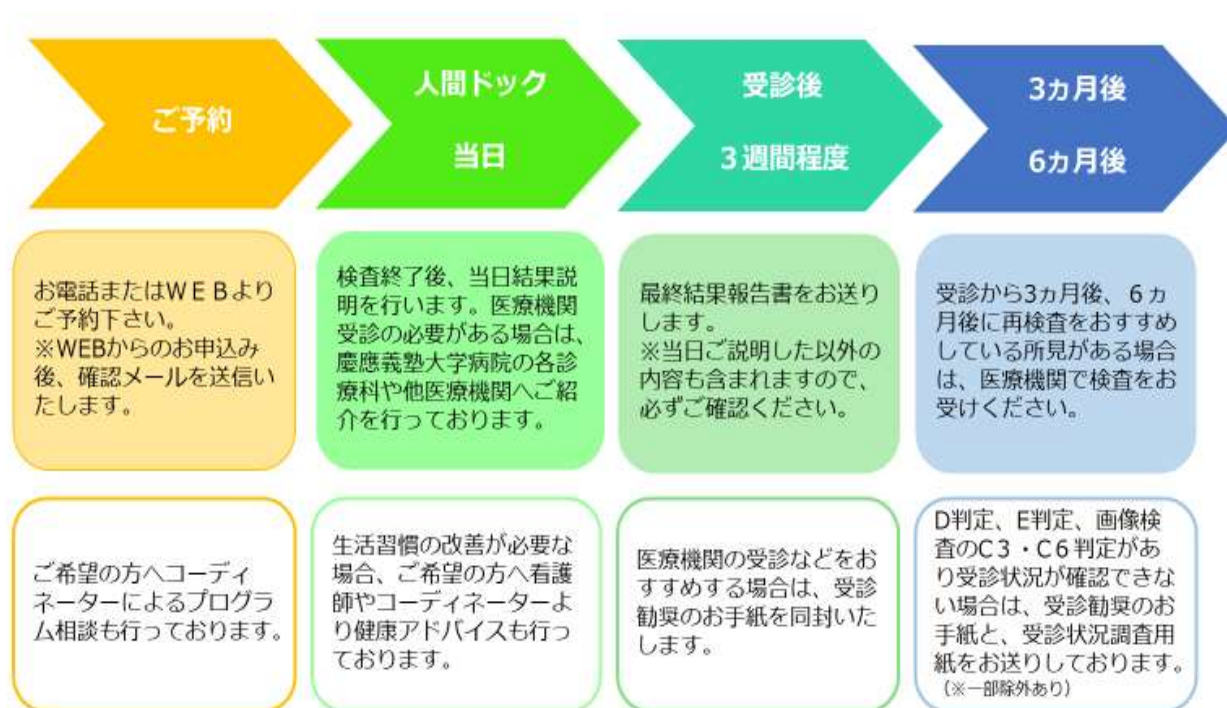 ご予約
人間ドック
当日
受診後
３週間程度
3カ月後
6カ月後
お電話またはＷＥＢより
ご予約下さい。
※WEBからのお申込み
後、確認メールを送信い
たします。
検査終了後、当日結果説
明を行います。医療機関
受診の必要がある場合は、
慶應義塾大学病院の各診
療科や他医療機関へご紹
介を行っております。
最終結果報告書をお送り
します。
※当日ご説明した以外の
内容も含まれますので、
必ずご確認ください。
受診から3ヵ月後、６ヵ
月後に再検査をおすすめ
している所見がある場合
は、医療機関で検査をお
受けください。
ご希望の方へコーディ
ネーターによるプログラ
ム相談も行っております。
生活習慣の改善が必要な
場合、ご希望の方へ看護
師やコーディネーターよ
り健康アドバイスも行っ
ております。
医療機関の受診などをお
すすめする場合は、受診
勧奨のお手紙を同封いた
します。
D判定、E判定、画像検
査のC３・C６判定があ
り受診状況が確認できな
い場合は、受診勧奨のお
手紙と、受診状況調査用
紙をお送りしております。
（※一部除外あり）